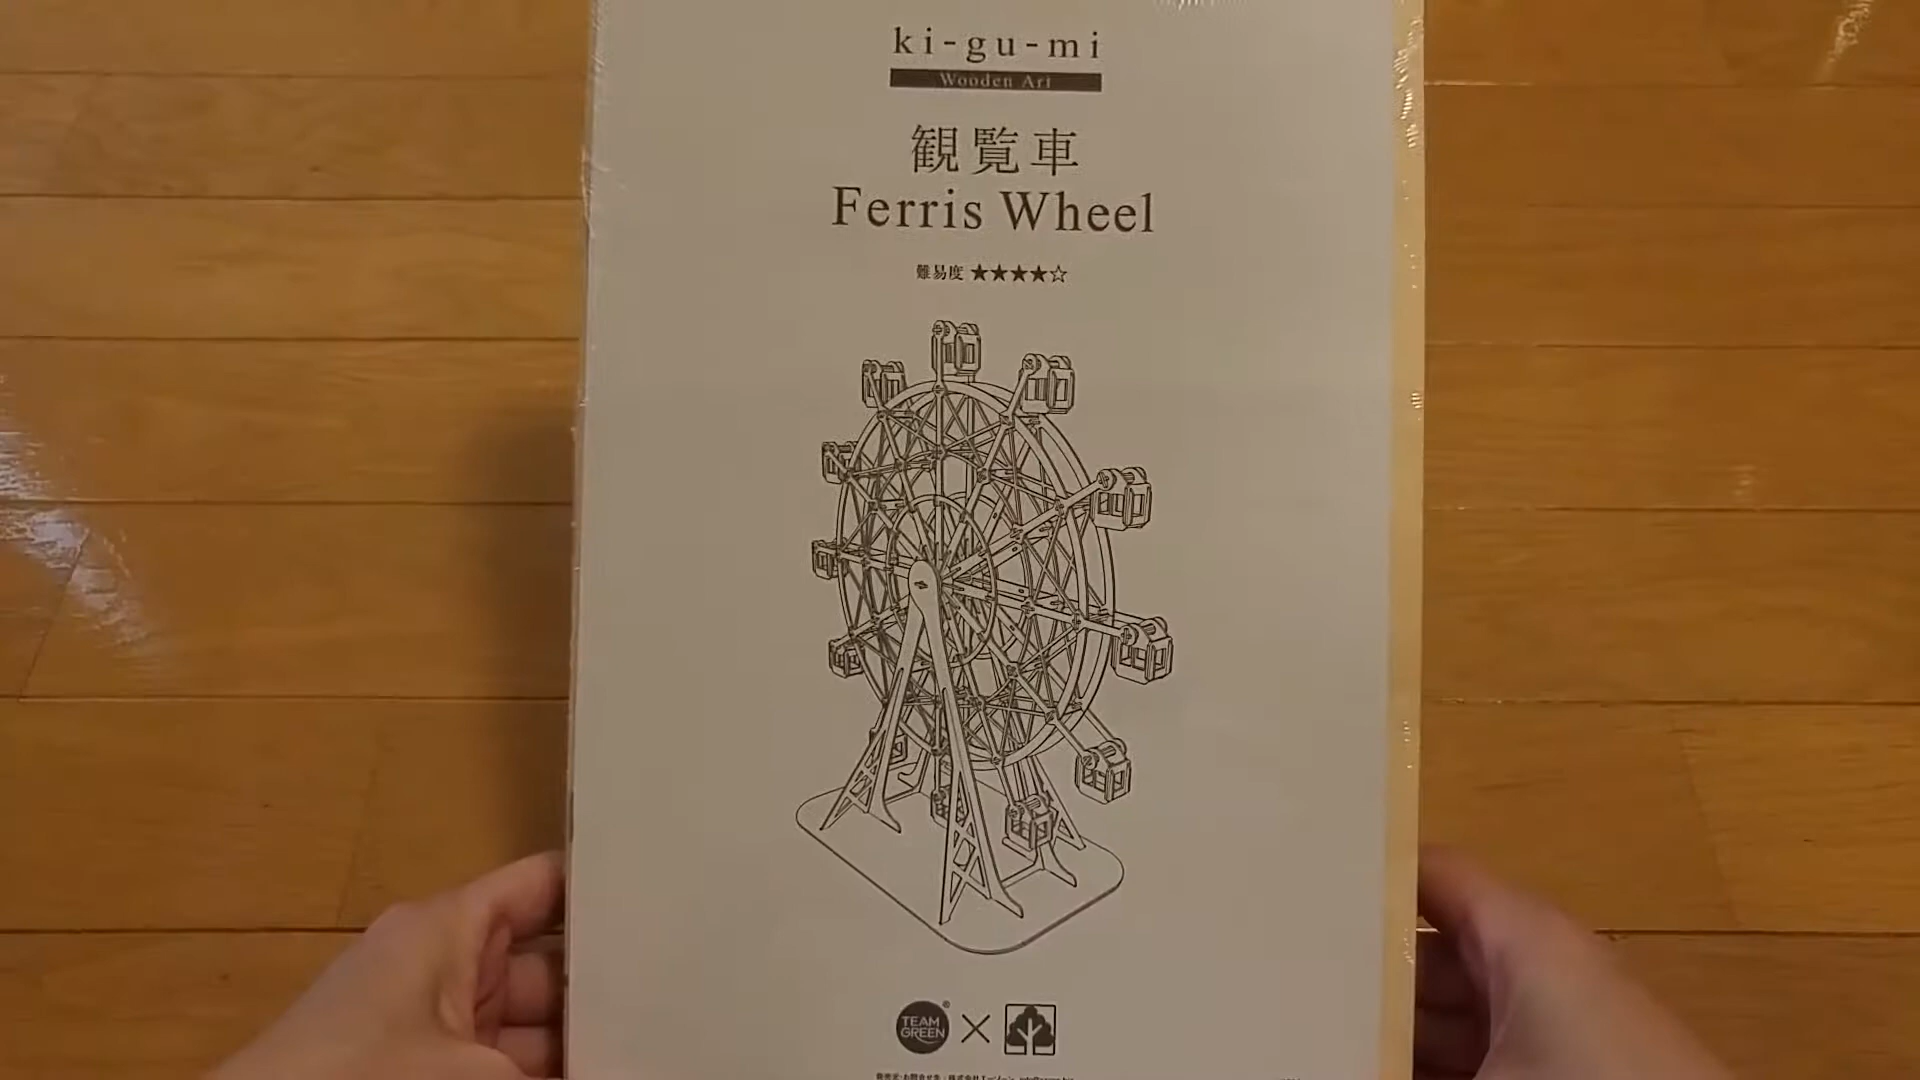 ki-gu-mi
Wooden Art
観覧車
Ferris Wheel
難易度 ★★★★☆
TEAM
GREEN®
×